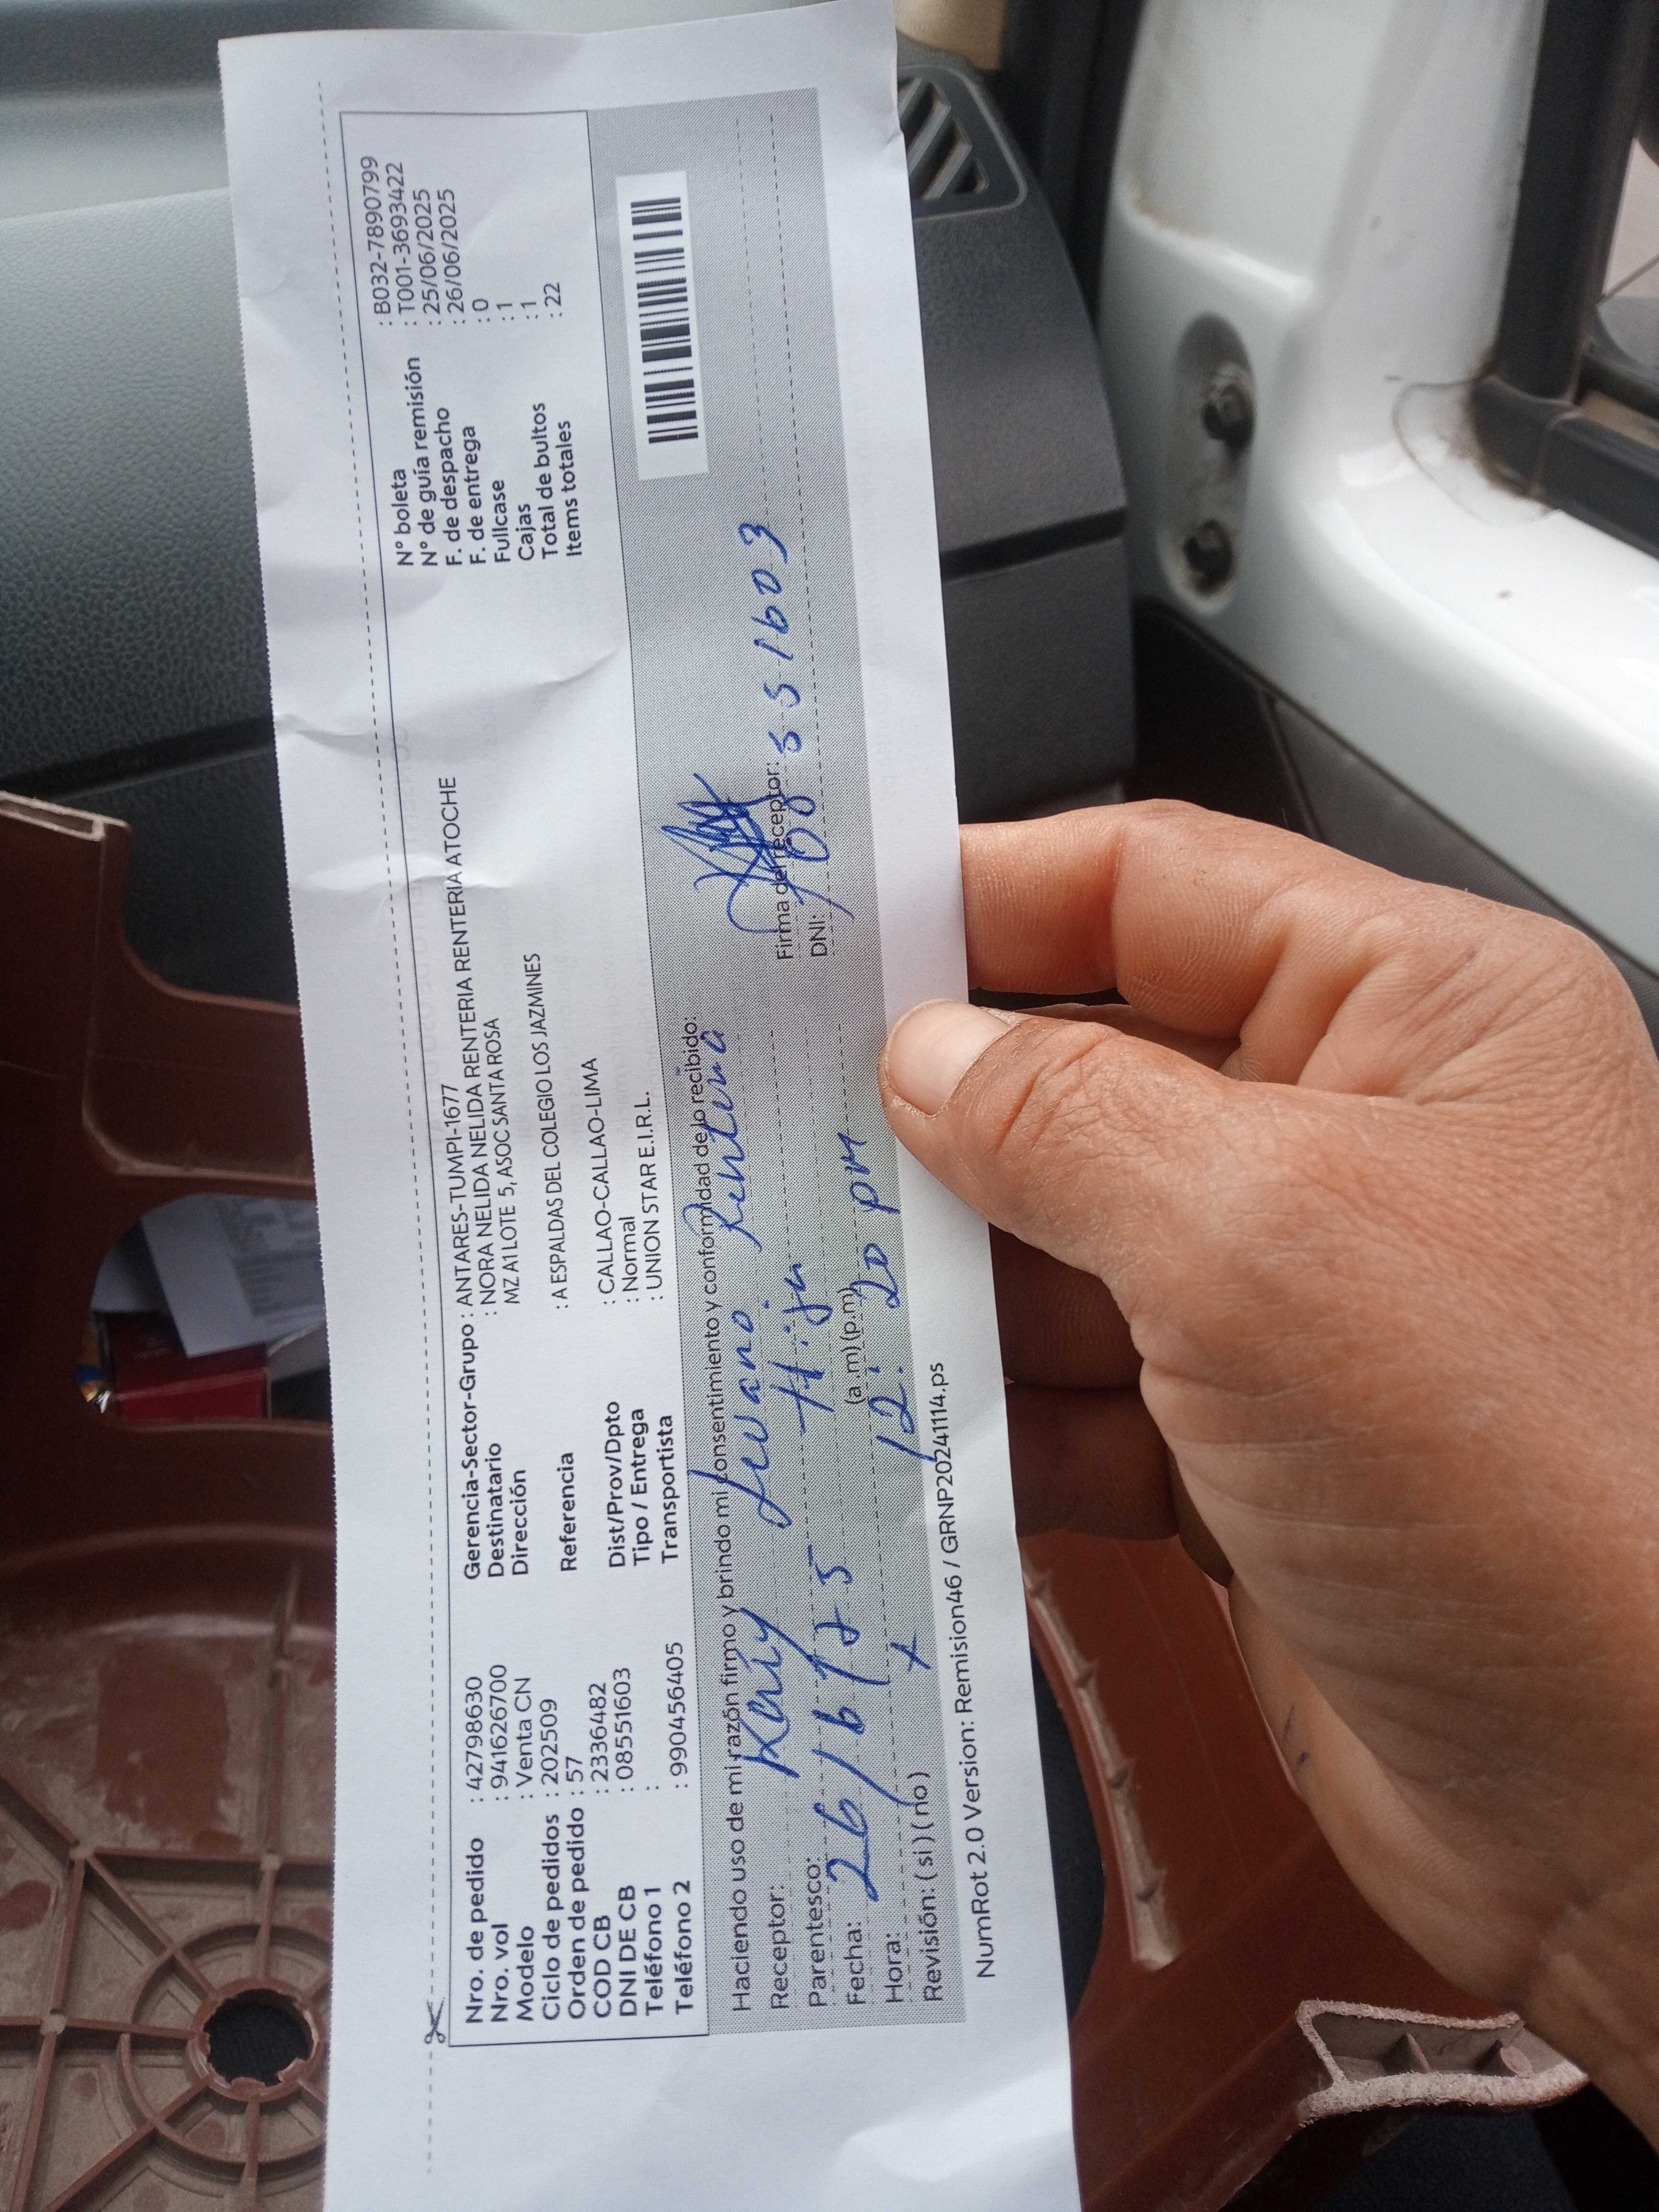 Nro. de pedido : 42798630
Nro. vol : 941626700
Modelo : Venta CN
Ciclo de pedidos : 202509
Orden de pedido : 57
COD CB : 2336482
DNI DE CB : 08551603
Teléfono 1 :
Teléfono 2 : 990456405
Gerencia-Sector-Grupo : ANTARES-TUMPI-1677
Destinatario : NORA NELIDA NELIDA RENTERIA RENTERIA ATOCHE
Dirección MZ A1 LOTE 5, ASOC SANTA ROSA
Referencia : A ESPALDAS DEL COLEGIO LOS JAZMINES
Dist/Prov/Dpto : CALLAO-CALLAO-LIMA
Tipo / Entrega : Normal
Transportista : UNION STAR E.I.R.L.
N° boleta : B032-7890799
N° de guía remisión : T001-3693422
F. de despacho : 25/06/2025
F. de entrega : 26/06/2025
Fullcase : 0
Cajas : 1
Total de bultos : 1
Items totales : 22
Haciendo uso de mi razón firmo y brindo mi consentimiento y conformidad de lo recibido:
Receptor: Levano Renteria
Parentesco: Hija
Fecha: 26/6/25
Hora: (a .m) (p.m) 12:20 pm
Revisión: ( si ) ( no ) x
Firma del receptor:
DNI: 08551603
NumRot 2.0 Version: Remision46 / GRNP20241114.ps